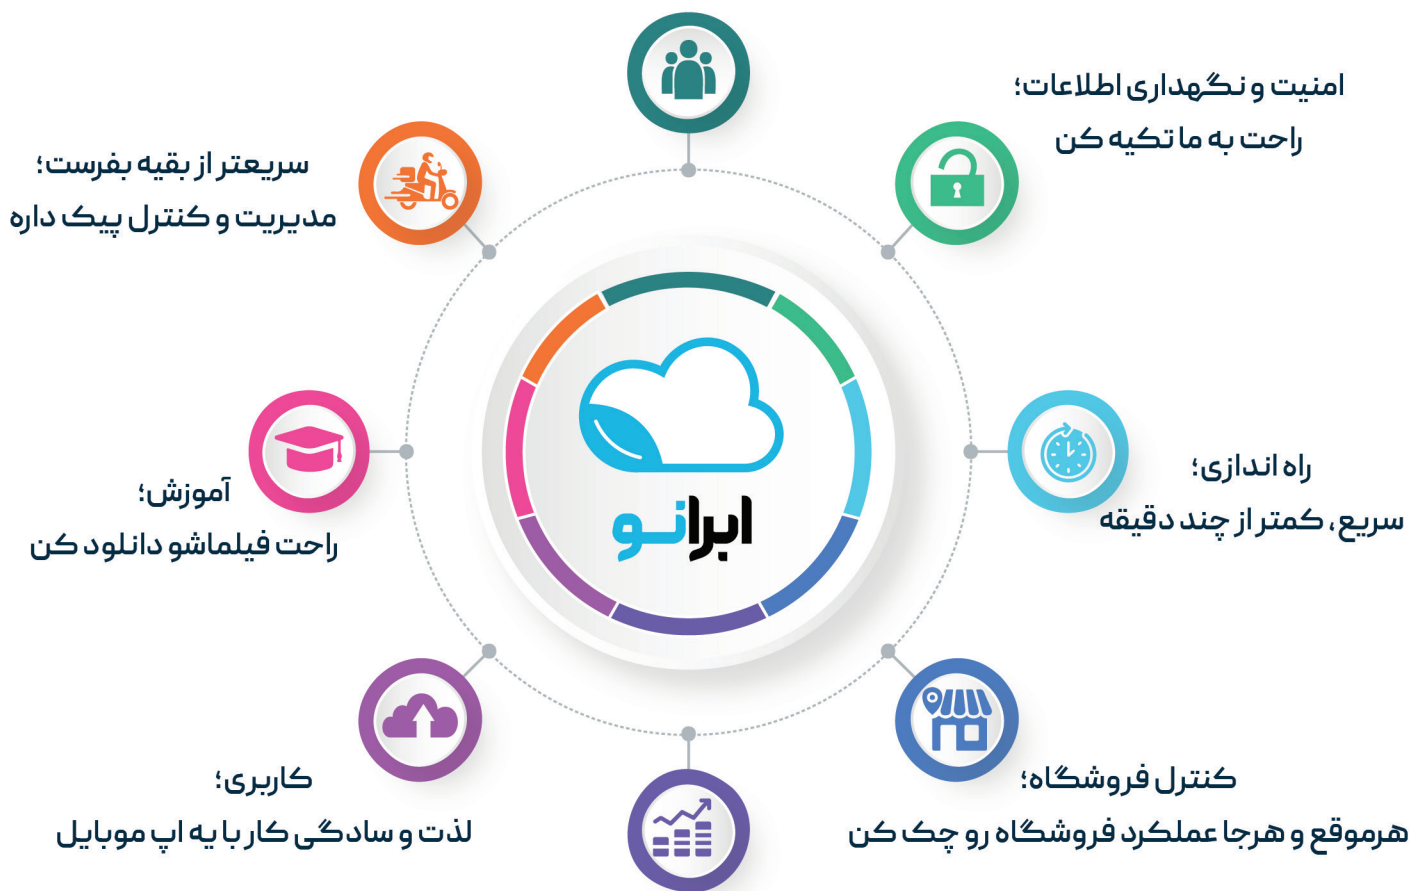 امنیت و نگهداری اطلاعات؛
راحت به ما تکیه کن
سریعتر از بقیه بفرست؛
مدیریت و کنترل پیک داره
راه اندازی؛
سریع، کمتر از چند دقیقه
ابرانو
آموزش؛
راحت فیلماشو دانلود کن
کنترل فروشگاه؛
هرموقع و هرجا عملکرد فروشگاه رو چک کن
کاربری؛
لذت و سادگی کار با یه اپ موبایل